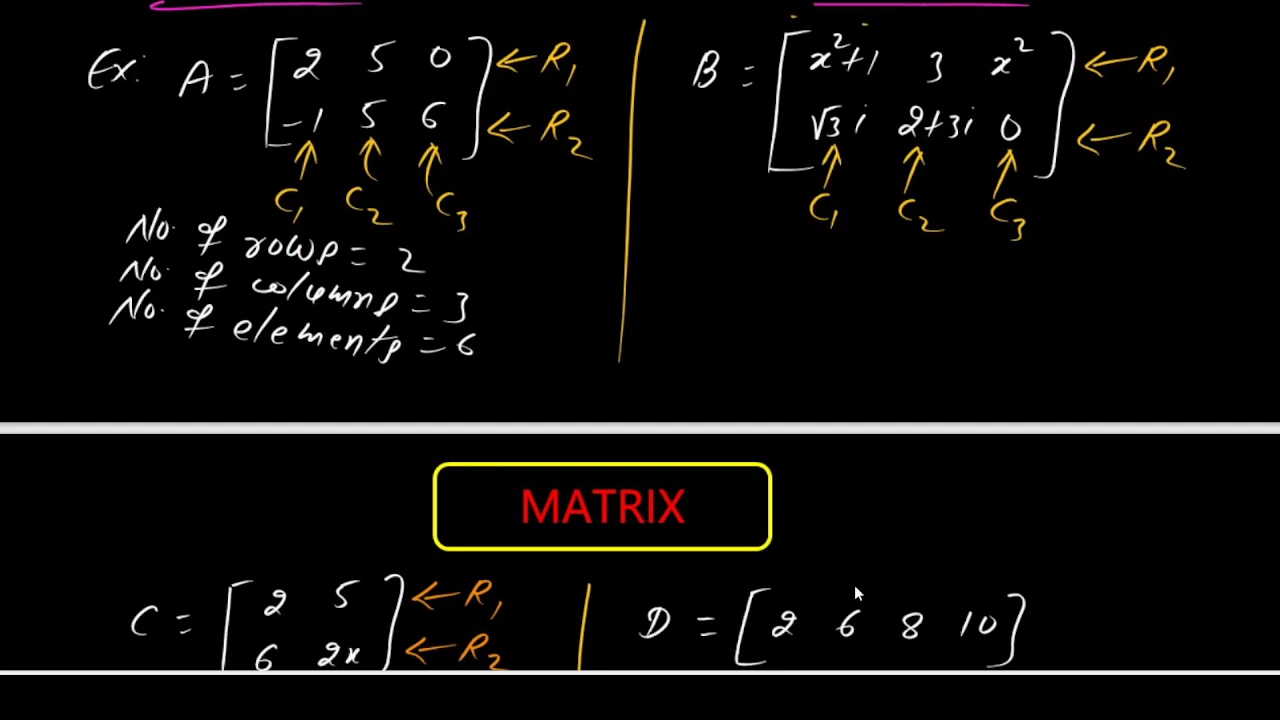 Ex: A = [2 5 0] ← R₁
[-1 5 6] ← R₂
↑ ↑ ↑
C₁ C₂ C₃
No. of rows = 2
No. of columns = 3
No. of elements = 6
B = [x²+1 3 x²] ← R₁
[√3 i 2+3i 0] ← R₂
↑ ↑ ↑
C₁ C₂ C₃
MATRIX
C = [2 5] ← R₁
[6 2x] ← R₂
D = [2 6 8 10]